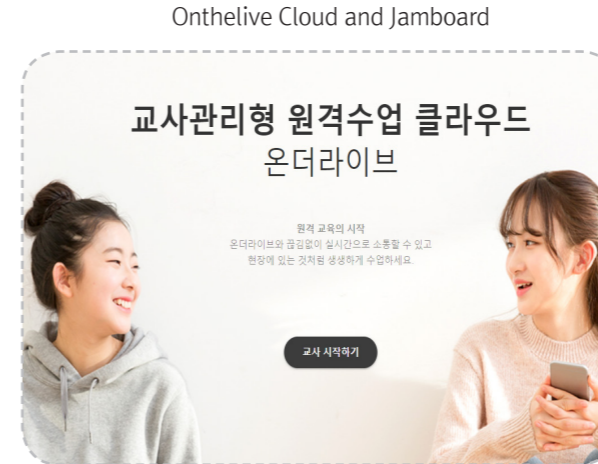 Onthelive Cloud and Jamboard
교사관리형 원격수업 클라우드
온더라이브
원격 교육의 시작
온더라이브와 끊김없이 실시간으로 소통할 수 있고
현장에 있는 것처럼 생생하게 수업하세요.
교사 시작하기